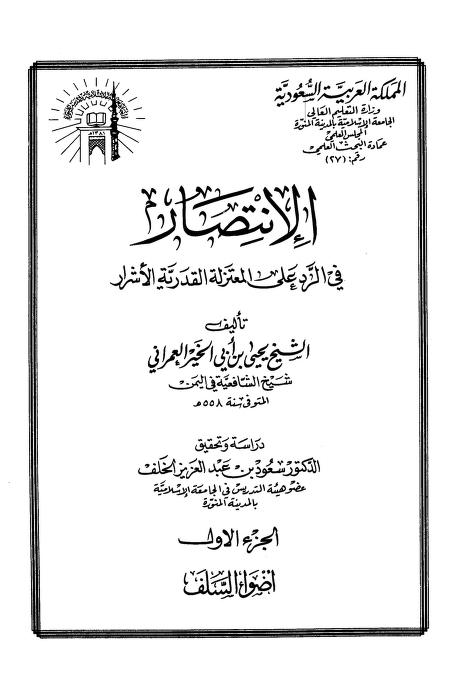 المملكة العربية السعودية
وزارة التعليم العالي
الجامعة الإسلامية بالمدينة المنورة
المجلس العلمي
عمادة البحث العلمي
رقم: (٢٧)
١٣٨١
الإنتصار
في الرد على المعتزلة القدرية الأشرار
تأليف
الشيخ يحيى بن أبي الخير العمراني
شيخ الشافعية في اليمن
المتوفى سنة ٥٥٨هـ
دراسة وتحقيق
الدكتور سعود بن عبد العزيز الخلف
عضو هيئة التدريس في الجامعة الإسلامية
بالمدينة المنورة
الجزء الأول
أضواء السلف